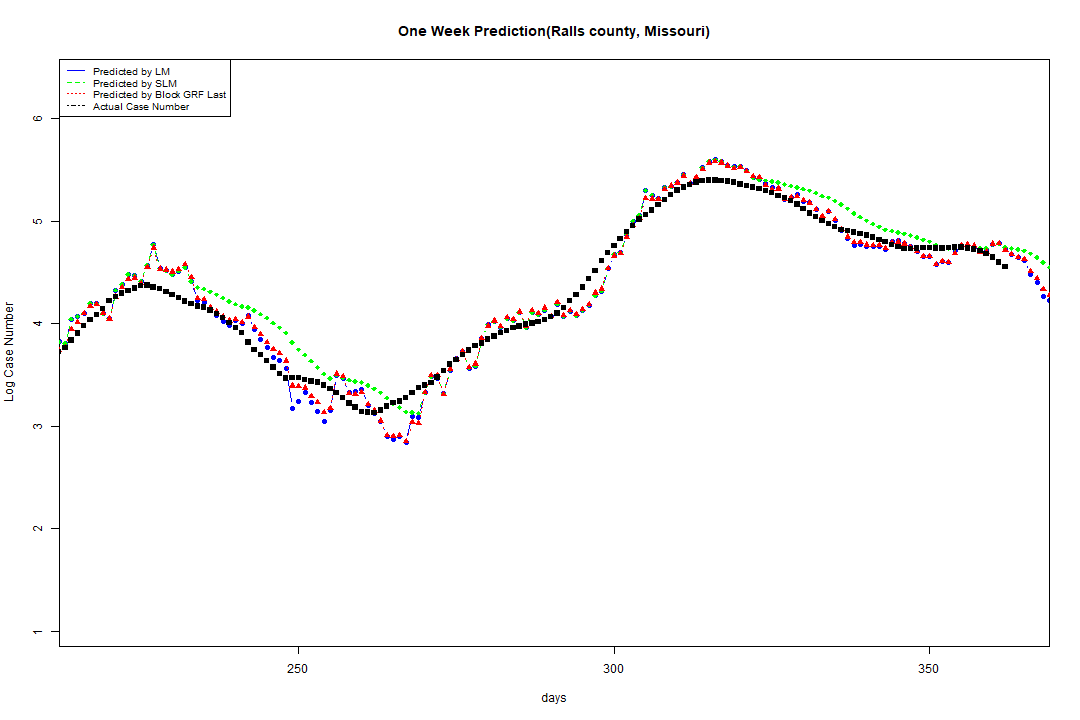 One Week Prediction(Ralls county, Missouri)
Predicted by LM
Predicted by SLM
Predicted by Block GRF Last
Actual Case Number
6
5
4
3
2
1
Log Case Number
250 300 350
days